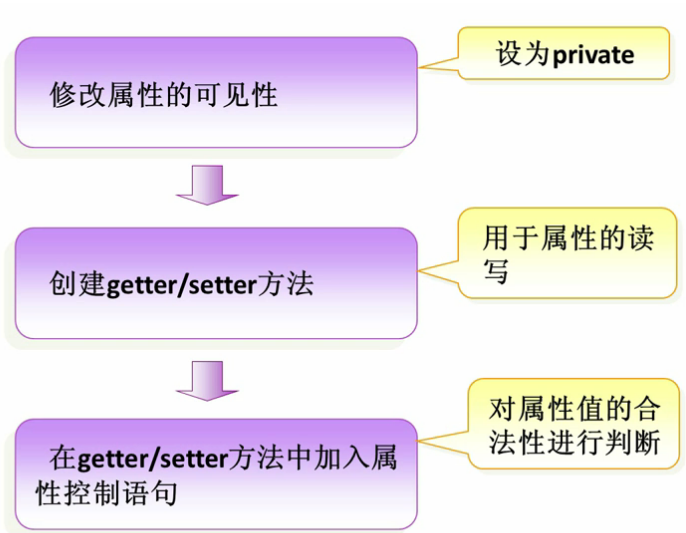 设为private
修改属性的可见性
用于属性的读
写
创建getter/setter方法
对属性值的合
法性进行判断
在getter/setter方法中加入属
性控制语句